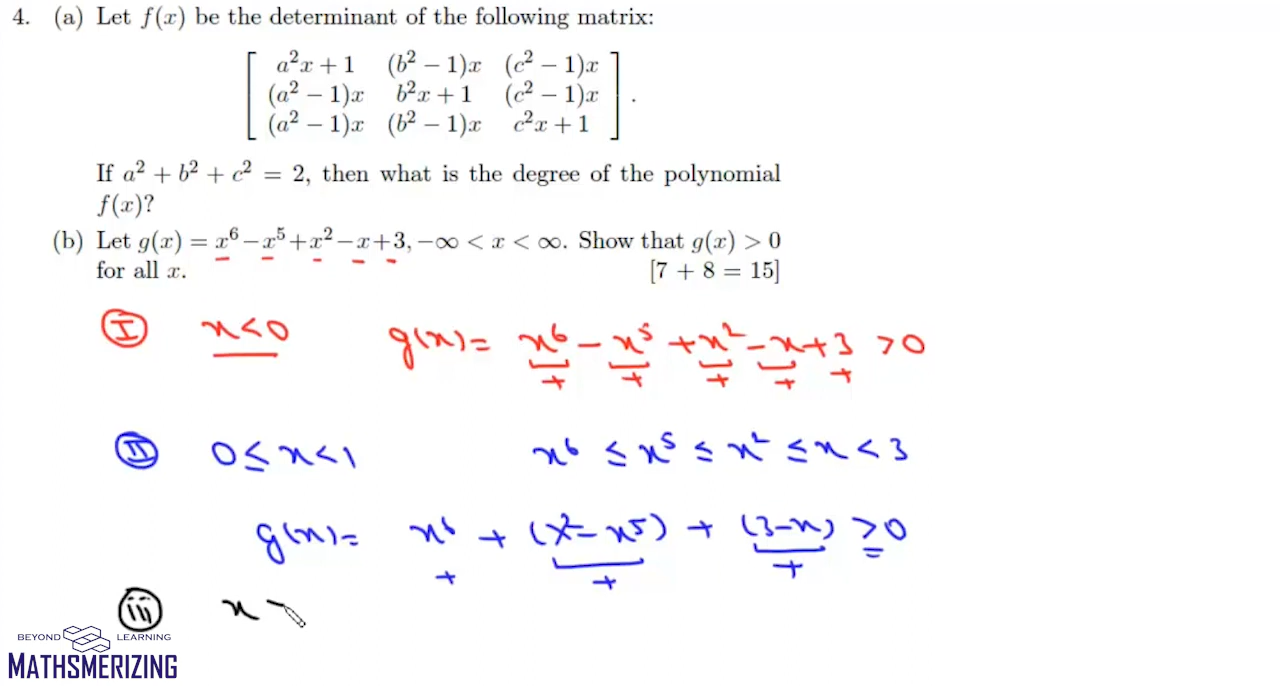 4. (a) Let f(x) be the determinant of the following matrix:
[ a²x + 1 (b² − 1)x (c² − 1)x
(a² − 1)x b²x + 1 (c² − 1)x
(a² − 1)x (b² − 1)x c²x + 1 ] .
If a² + b² + c² = 2, then what is the degree of the polynomial
f(x)?
(b) Let g(x) = x⁶ − x⁵ + x² − x + 3, −∞ < x < ∞. Show that g(x) > 0
for all x. [7 + 8 = 15]
I x < 0 g(x) = x⁶ − x⁵ + x² − x + 3 > 0
+ + + + +
II 0 ≤ x < 1 x⁶ ≤ x⁵ ≤ x² ≤ x < 3
g(x) = x⁶ + (x² − x⁵) + (3 − x) ≥ 0
+ + +
iii x
BEYOND LEARNING
MATHSMERIZING